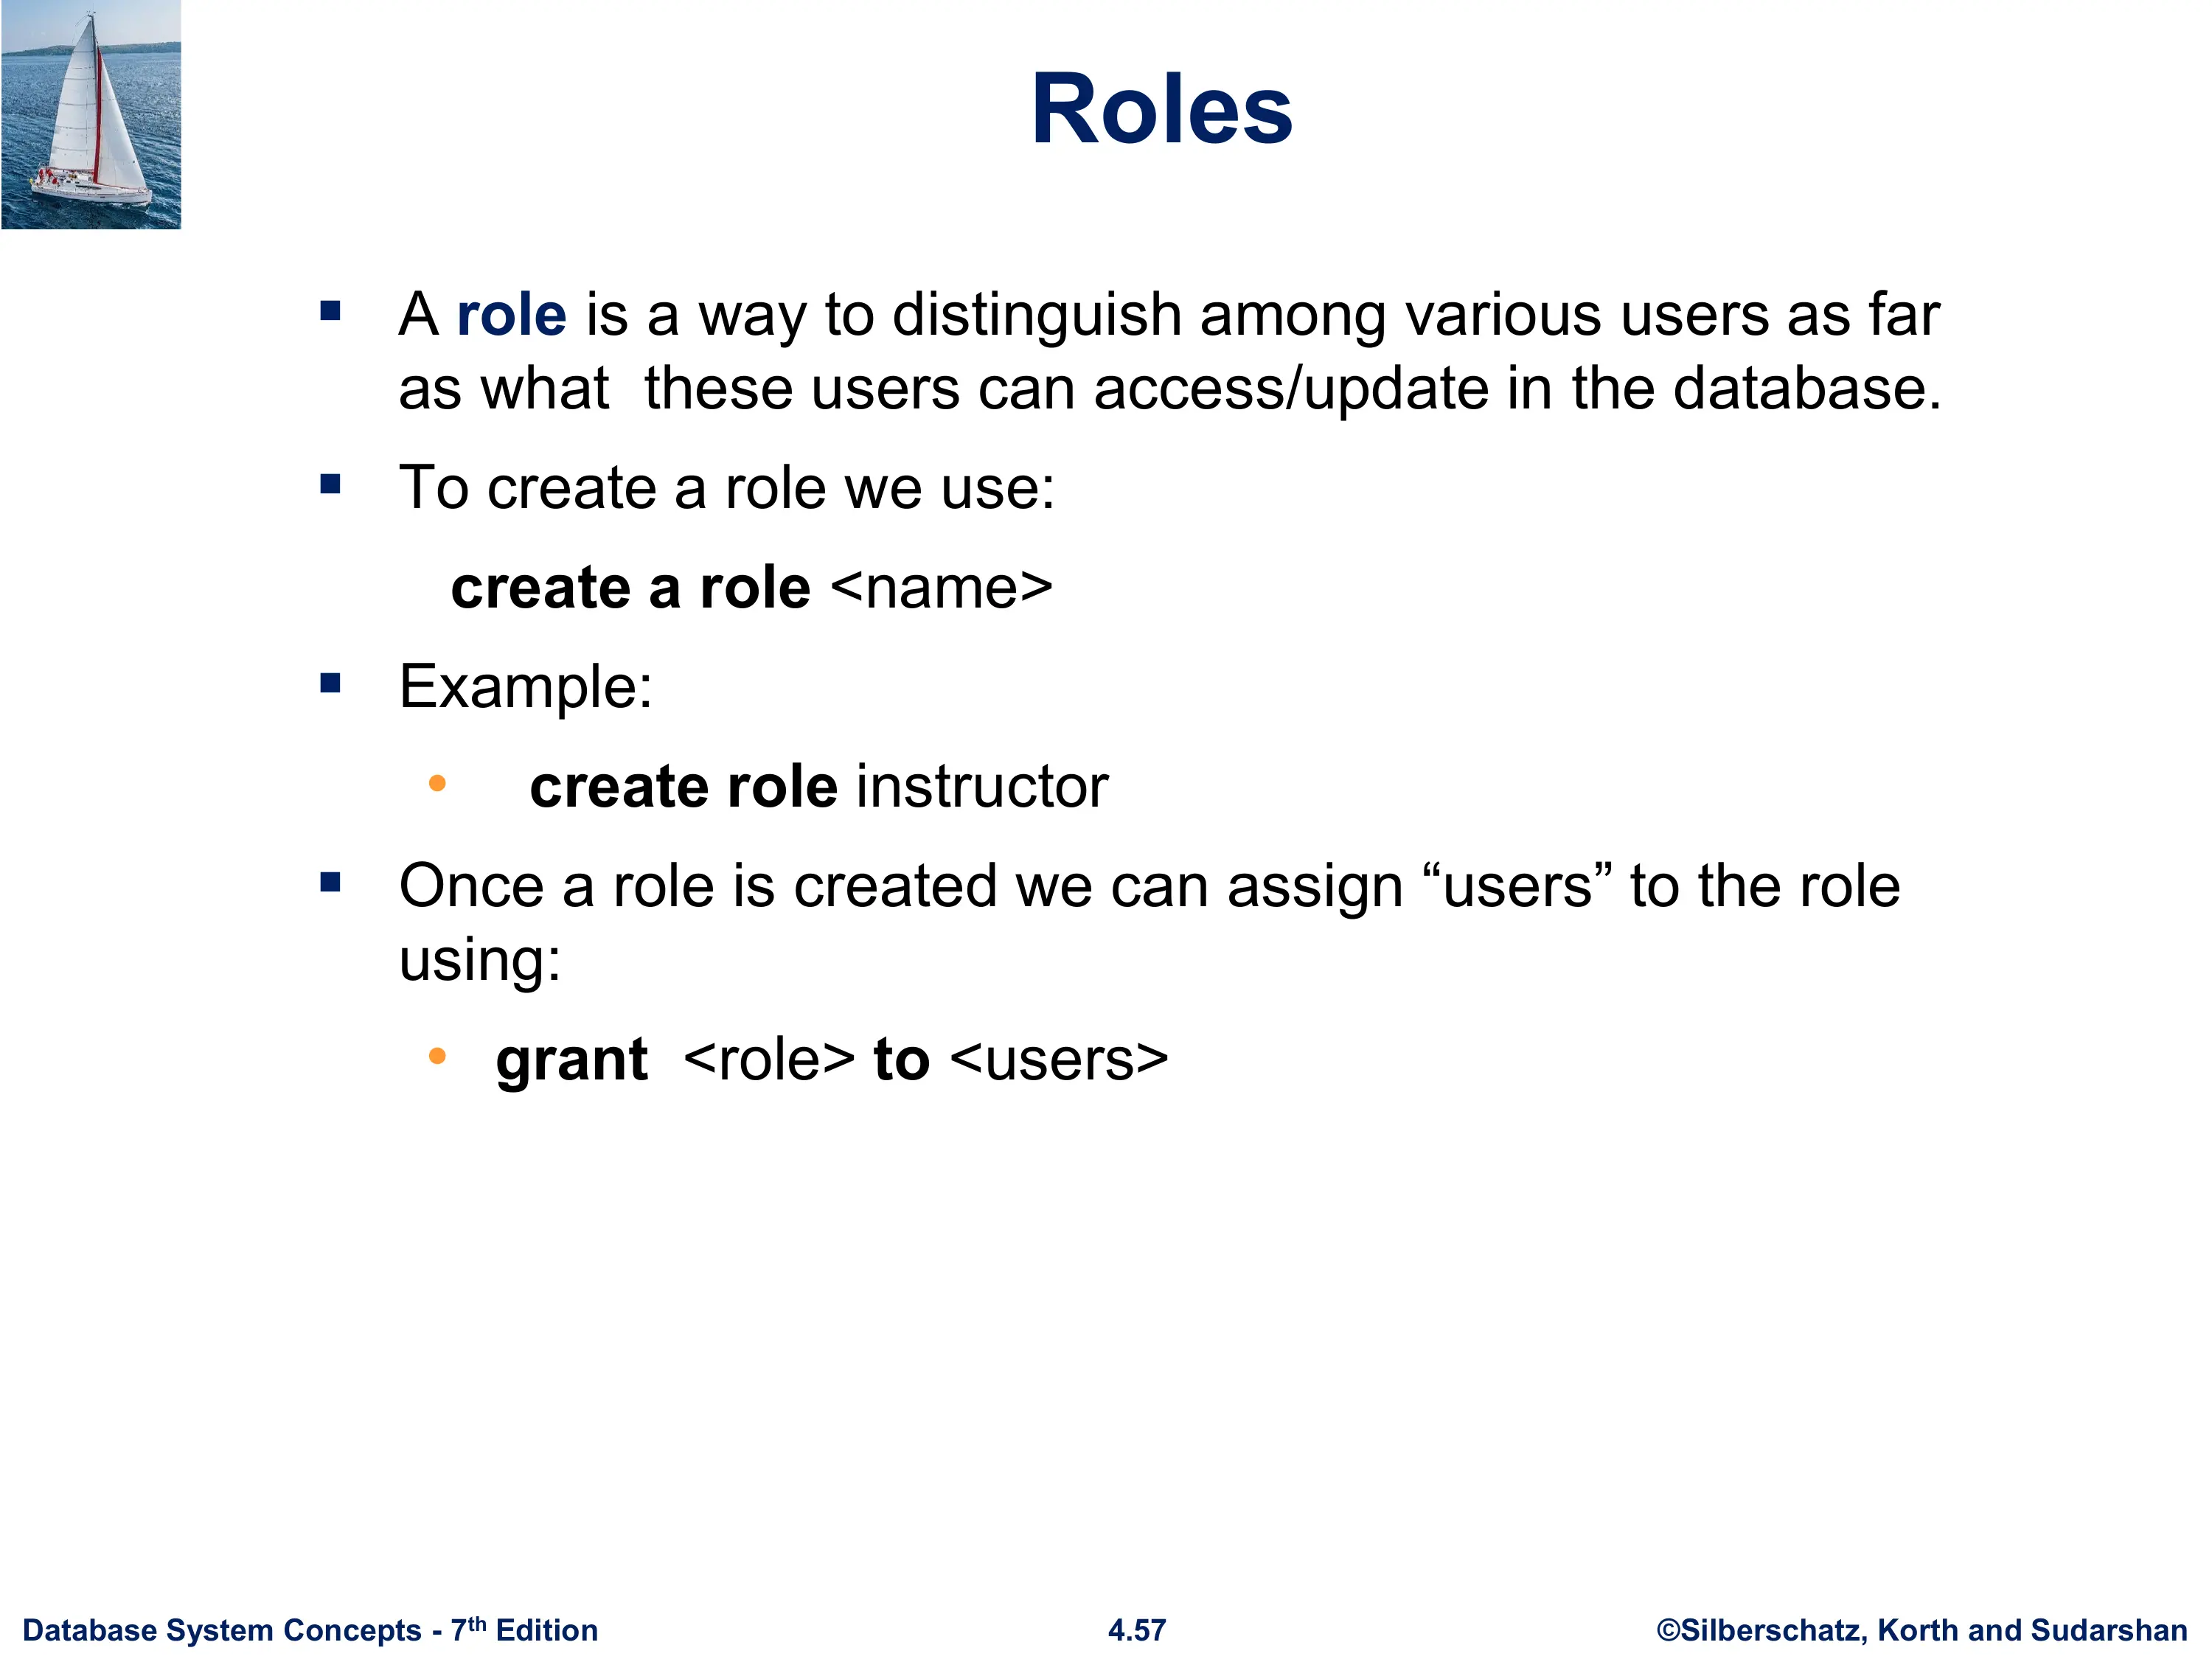 Roles
▪ A role is a way to distinguish among various users as far
as what  these users can access/update in the database.
▪ To create a role we use:
create a role <name>
▪ Example:
• create role instructor
▪ Once a role is created we can assign “users” to the role
using:
• grant  <role> to <users>
Database System Concepts - 7th Edition
4.57
©Silberschatz, Korth and Sudarshan